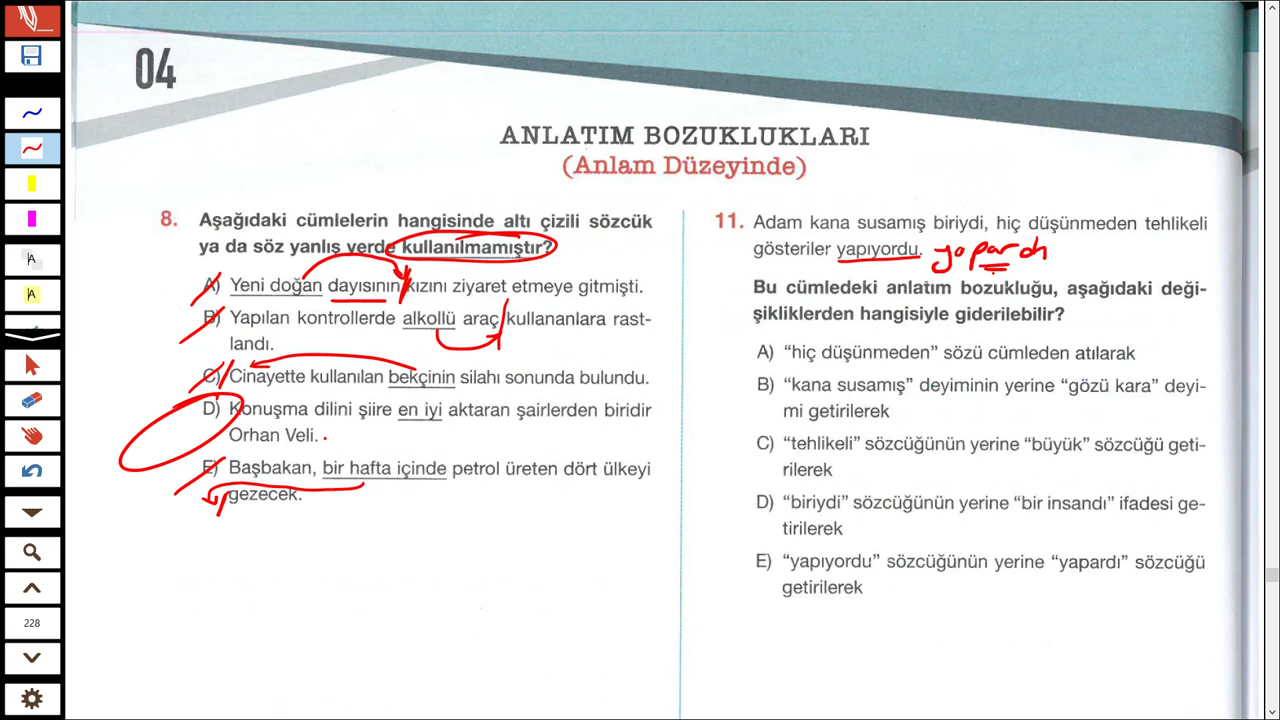 04
ANLATIM BOZUKLUKLARI
(Anlam Düzeyinde)
8. Aşağıdaki cümlelerin hangisinde altı çizili sözcük
ya da söz yanlış yerde kullanılmamıştır?
A) Yeni doğan dayısının kızını ziyaret etmeye gitmişti.
B) Yapılan kontrollerde alkollü araç kullananlara rast-
landı.
C) Cinayette kullanılan bekçinin silahı sonunda bulundu.
D) Konuşma dilini şiire en iyi aktaran şairlerden biridir
Orhan Veli.
E) Başbakan, bir hafta içinde petrol üreten dört ülkeyi
gezecek.
11. Adam kana susamış biriydi, hiç düşünmeden tehlikeli
gösteriler yapıyordu. yapardı
Bu cümledeki anlatım bozukluğu, aşağıdaki deği-
şikliklerden hangisiyle giderilebilir?
A) “hiç düşünmeden” sözü cümleden atılarak
B) “kana susamış” deyiminin yerine “gözü kara” deyi-
mi getirilerek
C) “tehlikeli” sözcüğünün yerine “büyük” sözcüğü geti-
rilerek
D) “biriydi” sözcüğünün yerine “bir insandı” ifadesi ge-
tirilerek
E) “yapıyordu” sözcüğünün yerine “yapardı” sözcüğü
getirilerek
A
A
228